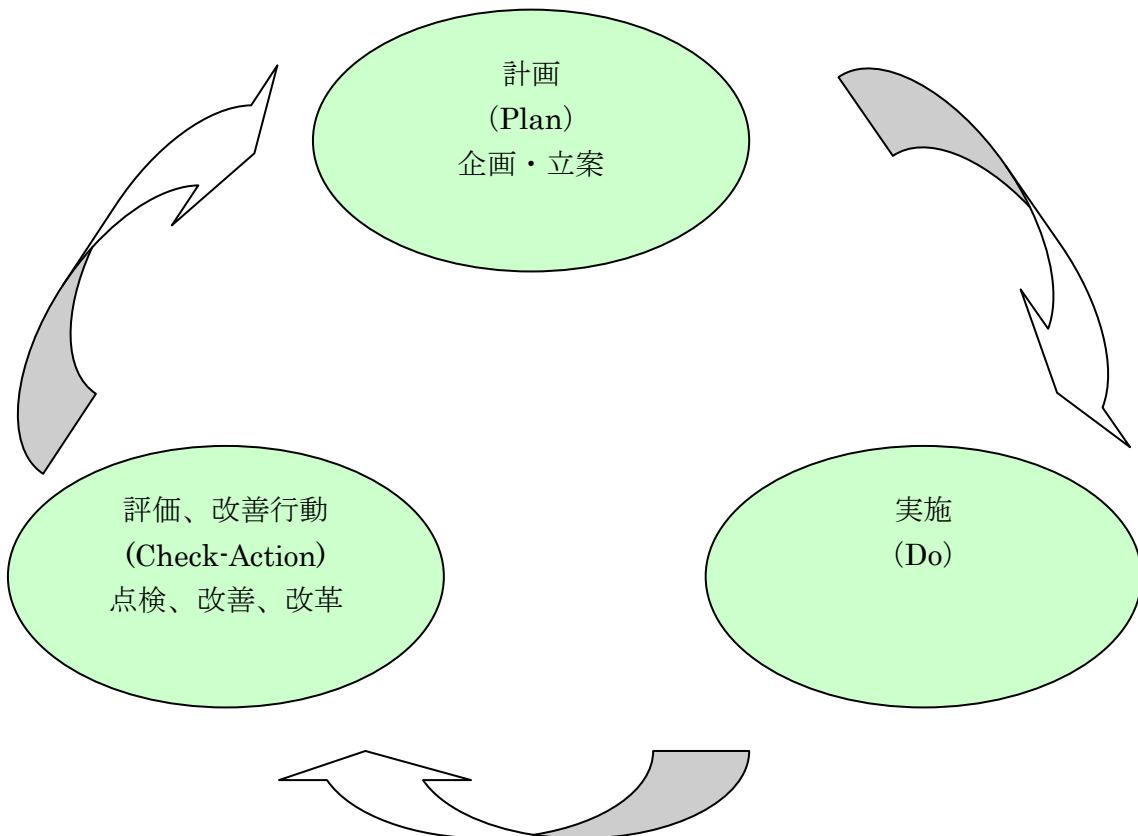 計画
(Plan)
企画・立案
評価、改善行動
(Check-Action)
点検、改善、改革
実施
(Do)